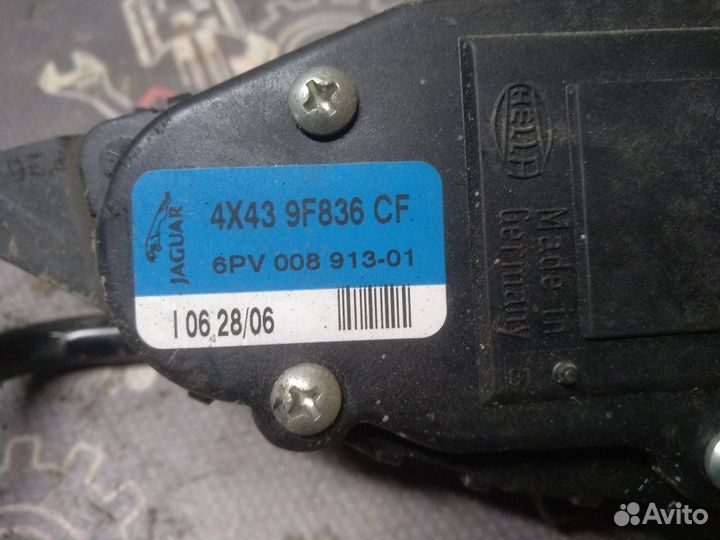 JAGUAR
4X43 9F836 CF
6PV 008 913-01
I 06 28/06
HELLA
Made in
Germany
Avito